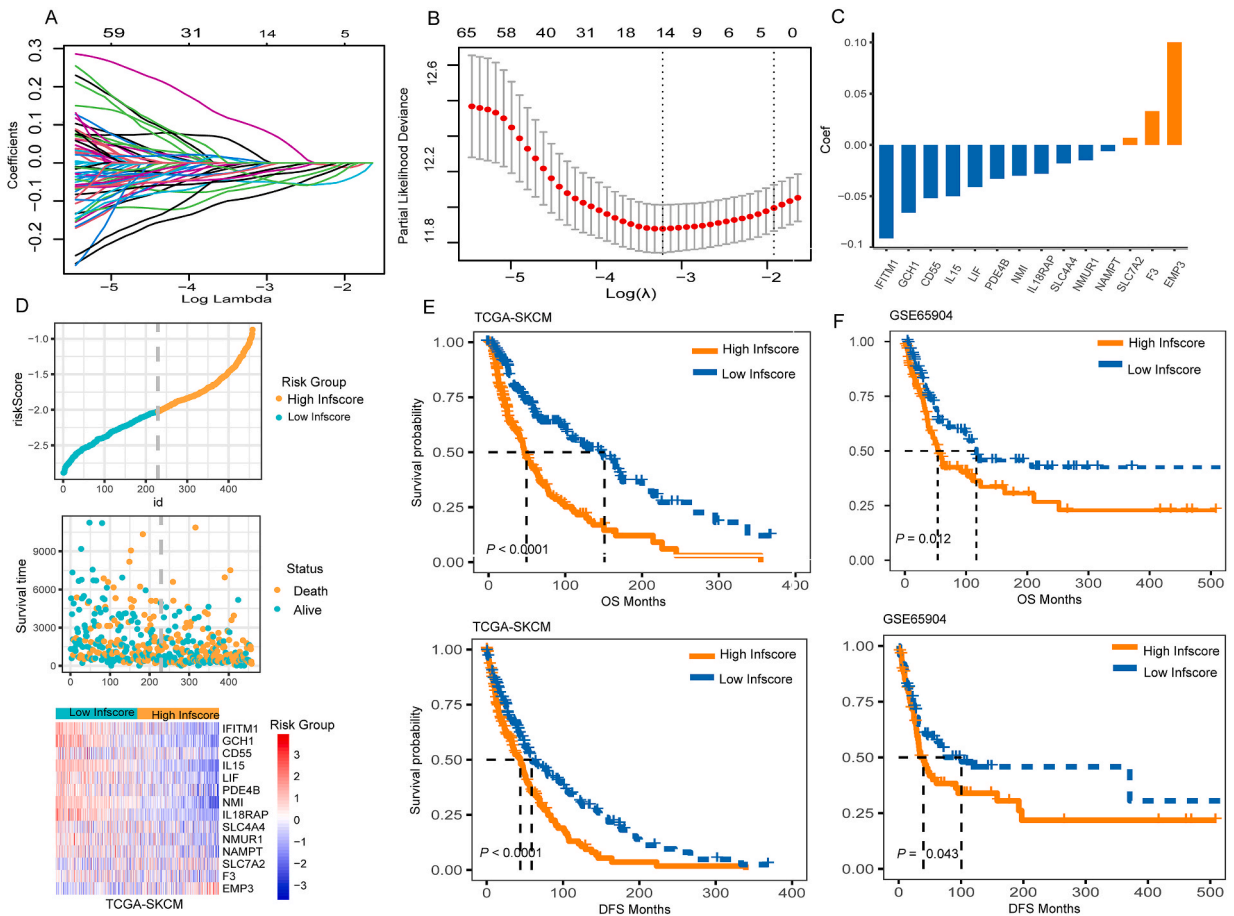 A
59 31 14 5
0.3
0.2
0.1
0.0
−0.1
−0.2
Coefficients
−5 −4 −3 −2
Log Lambda
B
65 58 40 31 18 14 9 6 5 0
12.6
12.2
11.8
Partial Likelihood Deviance
−5 −4 −3 −2
Log(λ)
C
0.10
0.05
0.00
−0.05
−0.1
Coef
IFITM1 GCH1 CD55 IL15 LIF PDE4B NMI IL18RAP SLC4A4 NMUR1 NAMPT SLC7A2 F3 EMP3
D
−1.0
−1.5
−2.0
−2.5
riskScore
0 100 200 300 400
id
Risk Group
High Infscore
Low Infscore
9000
6000
3000
0
Survival time
0 100 200 300 400
Status
Death
Alive
Low Infscore High Infscore
IFITM1
GCH1
CD55
IL15
LIF
PDE4B
NMI
IL18RAP
SLC4A4
NMUR1
NAMPT
SLC7A2
F3
EMP3
TCGA-SKCM
Risk Group
3
2
1
0
−1
−2
−3
E
TCGA-SKCM
High Infscore
Low Infscore
1.00
0.75
0.50
0.25
0.00
Survival probability
P < 0.0001
0 100 200 300 400
OS Months
TCGA-SKCM
High Infscore
Low Infscore
1.00
0.75
0.50
0.25
0.00
Survival probability
P < 0.0001
0 100 200 300 400
DFS Months
F
GSE65904
High Infscore
Low Infscore
1.00
0.75
0.50
0.25
0.00
P = 0.012
0 100 200 300 400 500
OS Months
GSE65904
High Infscore
Low Infscore
1.00
0.75
0.50
0.25
0.00
P = 0.043
0 100 200 300 400 500
DFS Months